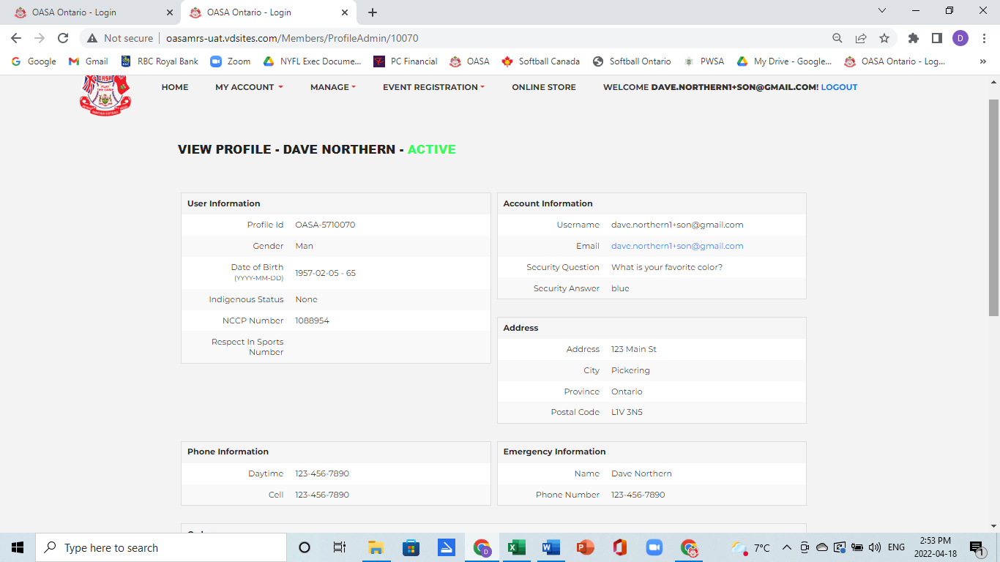 OASA Ontario - Login
OASA Ontario - Login
Not secure
oasamrs-uat.vdsites.com/Members/ProfileAdmin/10070
D
Google
Gmail
RBC Royal Bank
Zoom
NYFL Exec Docume...
PC Financial
OASA
Softball Canada
Softball Ontario
PWSA
My Drive - Google...
OASA Ontario - Log...
»
OASA
PLAY
THE GAME
HOME
MY ACCOUNT
MANAGE
EVENT REGISTRATION
ONLINE STORE
WELCOME DAVE.NORTHERN1+SON@GMAIL.COM! LOGOUT
VIEW PROFILE - DAVE NORTHERN - ACTIVE
User Information
Profile Id OASA-5710070
Gender Man
Date of Birth
(YYYY-MM-DD)
1957-02-05 - 65
Indigenous Status None
NCCP Number 1088954
Respect In Sports
Number
Account Information
Username dave.northern1+son@gmail.com
Email dave.northern1+son@gmail.com
Security Question What is your favorite color?
Security Answer blue
Address
Address 123 Main St
City Pickering
Province Ontario
Postal Code L1V 3N5
Phone Information
Daytime 123-456-7890
Cell 123-456-7890
Emergency Information
Name Dave Northern
Phone Number 123-456-7890
Type here to search
7°C
ENG
2:53 PM
2022-04-18
1